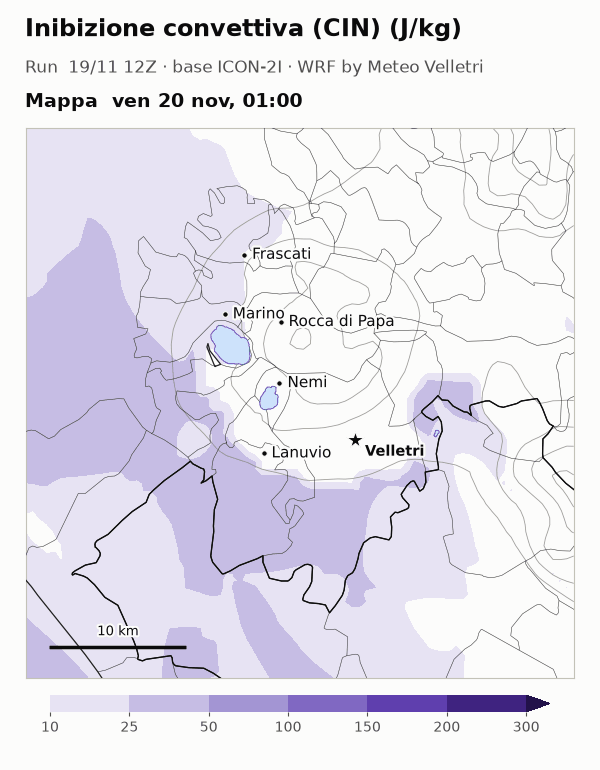 Inibizione convettiva (CIN) (J/kg)
Run 19/11 12Z · base ICON-2I · WRF by Meteo Velletri
Mappa ven 20 nov, 01:00
Frascati
Marino
Rocca di Papa
Nemi
Velletri
Lanuvio
10 km
10 25 50 100 150 200 300